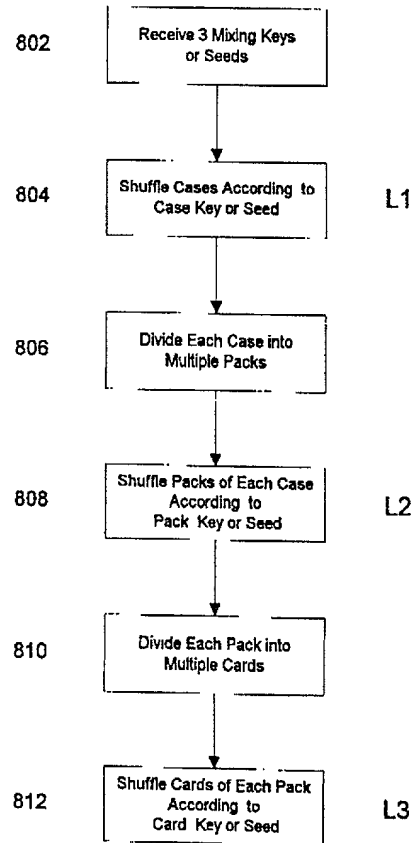 802
Receive 3 Mixing Keys
or Seeds
804
Shuffle Cases According to
Case Key or Seed
L1
806
Divide Each Case into
Multiple Packs
808
Shuffle Packs of Each Case
According to
Pack Key or Seed
L2
810
Divide Each Pack into
Multiple Cards
812
Shuffle Cards of Each Pack
According to
Card Key or Seed
L3